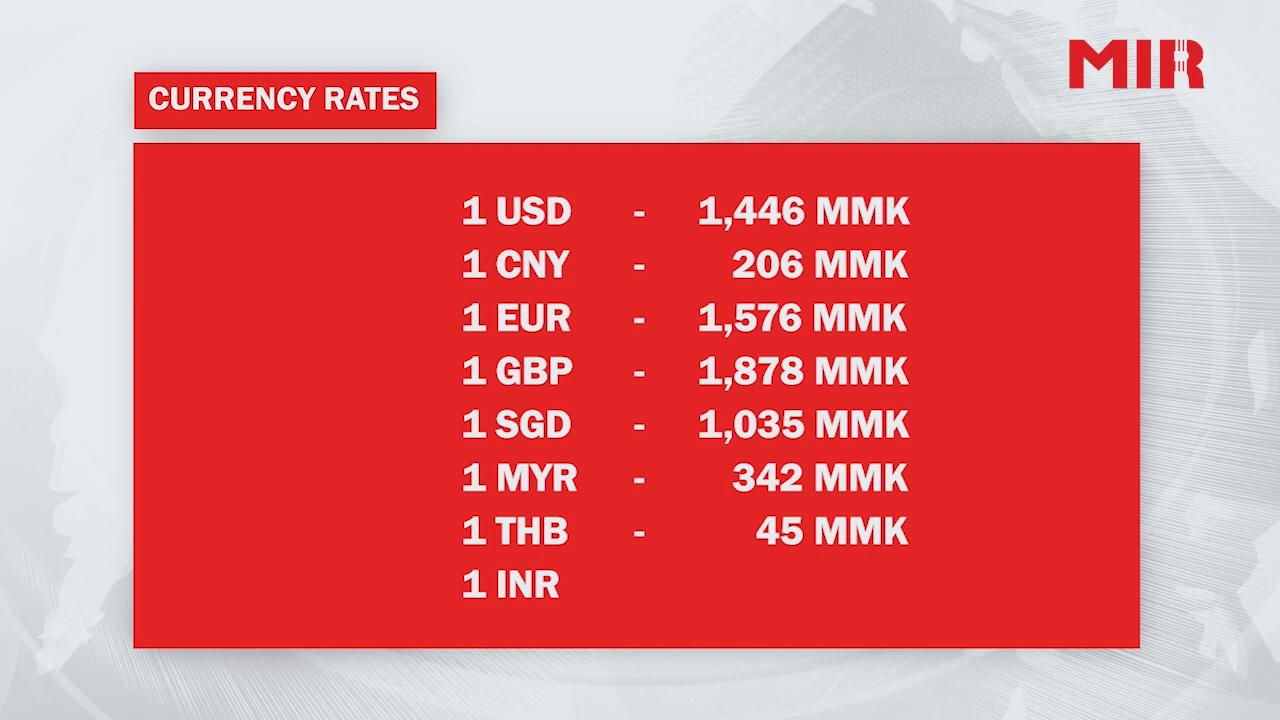 MIR
CURRENCY RATES
1 USD - 1,446 MMK
1 CNY - 206 MMK
1 EUR - 1,576 MMK
1 GBP - 1,878 MMK
1 SGD - 1,035 MMK
1 MYR - 342 MMK
1 THB - 45 MMK
1 INR